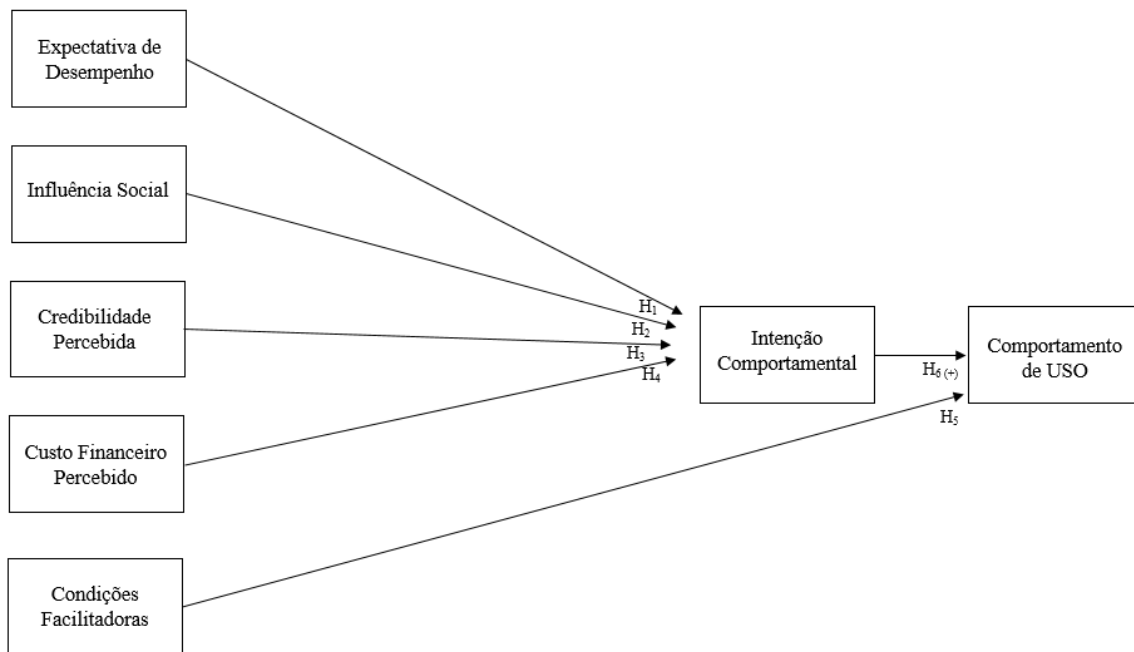 Expectativa de
Desempenho
Influência Social
Credibilidade
Percebida
Custo Financeiro
Percebido
Condições
Facilitadoras
H₁
H₂
H₃
H₄
Intenção
Comportamental
H₆ (+)
H₅
Comportamento
de USO